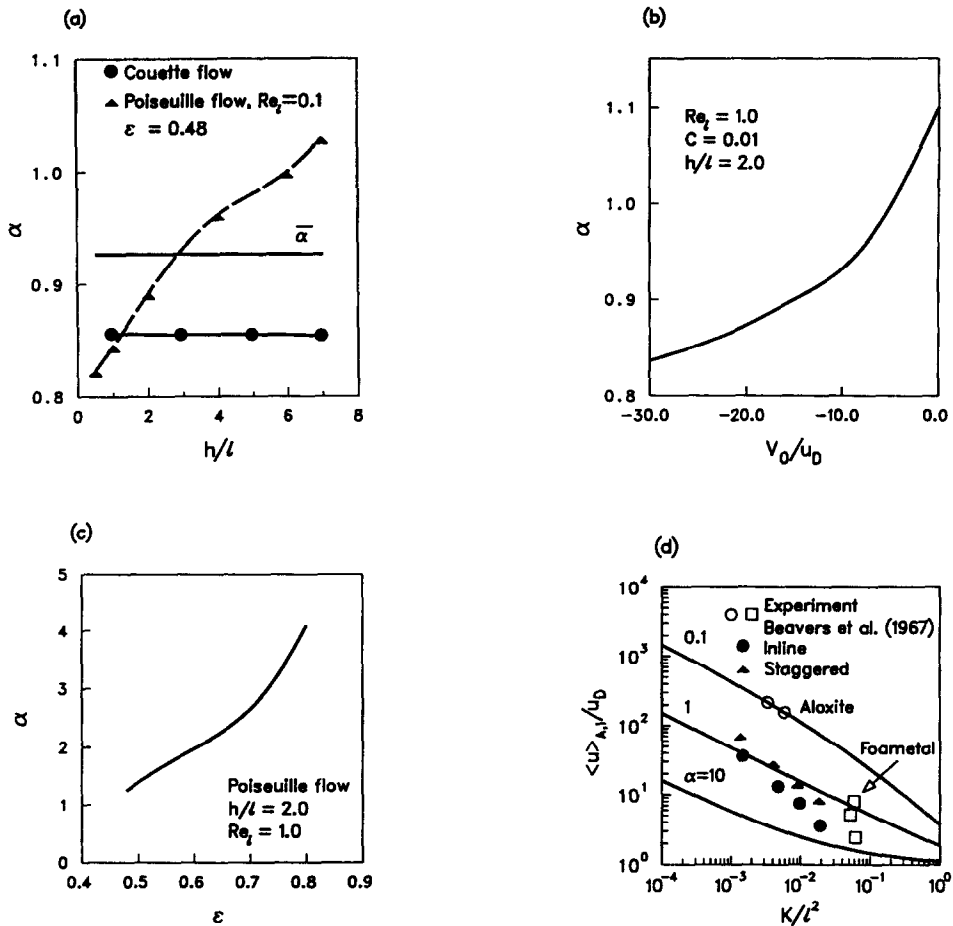 (a)
1.1
1.0
0.9
0.8
α
● Couette flow
▲ Poiseuille flow, Reₗ=0.1
ε = 0.48
α̅
0 2 4 6 8
h/l
(b)
1.1
1.0
0.9
0.8
α
Reₗ = 1.0
C = 0.01
h/l = 2.0
-30.0 -20.0 -10.0 0.0
V₀/u_D
(c)
5
4
3
2
1
0
α
Poiseuille flow
h/l = 2.0
Reₗ = 1.0
0.4 0.5 0.6 0.7 0.8 0.9
ε
(d)
10⁴
10³
10²
10¹
10⁰
<u>_A,l/u_D
○ □ Experiment
Beavers et al. (1967)
● Inline
▲ Staggered
0.1
Aloxite
1
Foametal
α=10
10⁻⁴ 10⁻³ 10⁻² 10⁻¹ 10⁰
K/l²